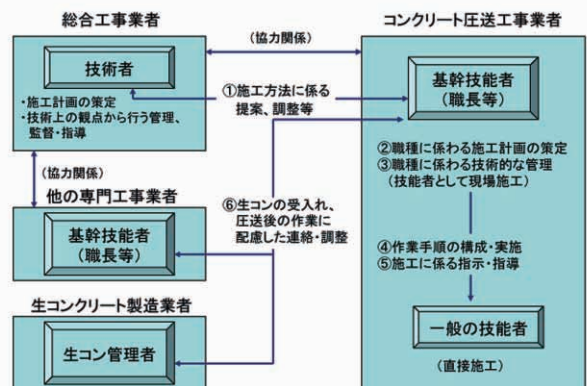 総合工事業者
技術者
・施工計画の策定
・技術上の観点から行う管理、
監督・指導
(協力関係)
他の専門工事業者
基幹技能者
(職長等)
生コンクリート製造業者
生コン管理者
(協力関係)
①施工方法に係る
提案、調整等
⑥生コンの受入れ、
圧送後の作業に
配慮した連絡・調整
コンクリート圧送工事業者
基幹技能者
(職長等)
②職種に係わる施工計画の策定
③職種に係わる技術的な管理
(技能者として現場施工)
④作業手順の構成・実施
⑤施工に係る指示・指導
一般の技能者
(直接施工)